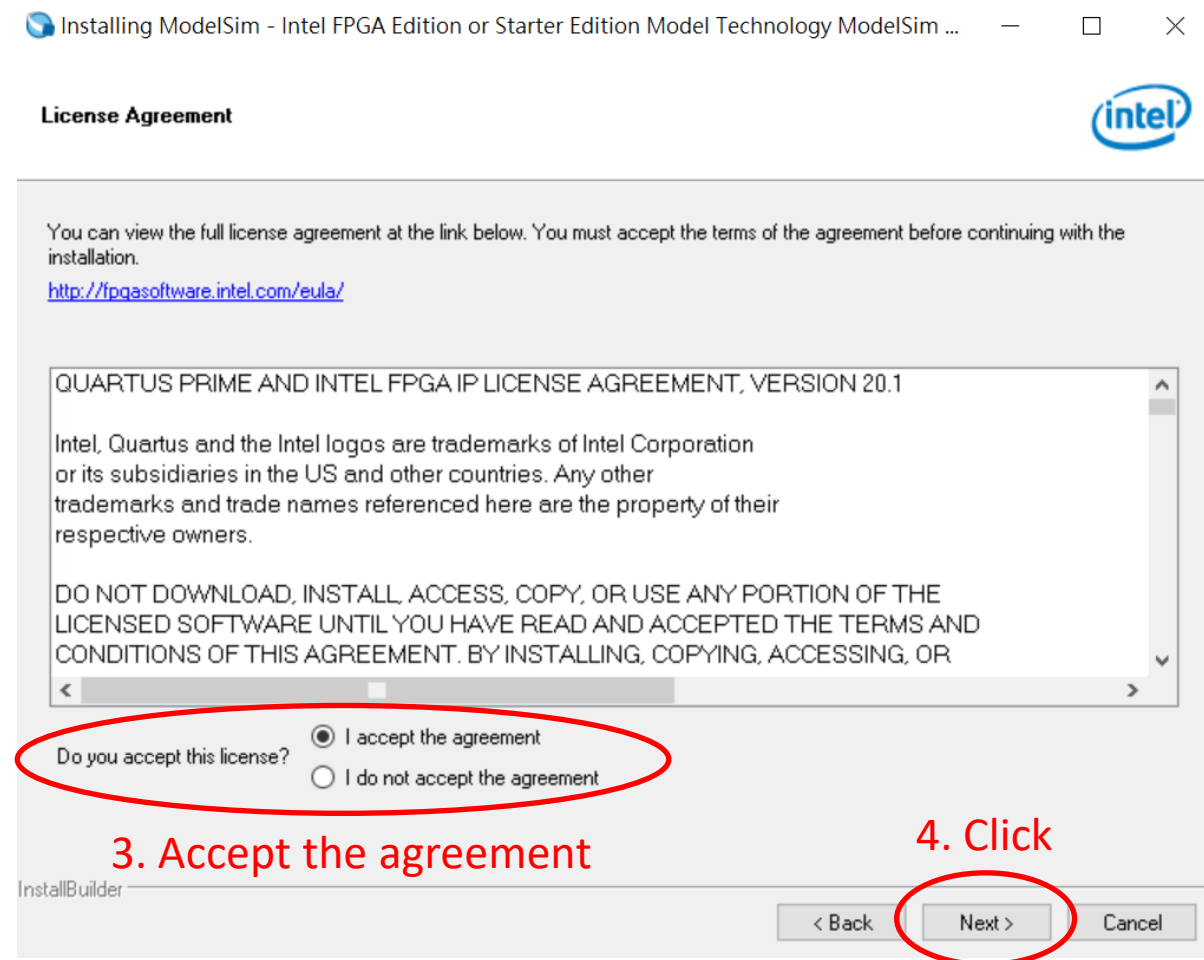 Installing ModelSim - Intel FPGA Edition or Starter Edition Model Technology ModelSim ...
License Agreement
intel
You can view the full license agreement at the link below. You must accept the terms of the agreement before continuing with the
installation.
http://fpgasoftware.intel.com/eula/
QUARTUS PRIME AND INTEL FPGA IP LICENSE AGREEMENT, VERSION 20.1
Intel, Quartus and the Intel logos are trademarks of Intel Corporation
or its subsidiaries in the US and other countries. Any other
trademarks and trade names referenced here are the property of their
respective owners.
DO NOT DOWNLOAD, INSTALL, ACCESS, COPY, OR USE ANY PORTION OF THE
LICENSED SOFTWARE UNTIL YOU HAVE READ AND ACCEPTED THE TERMS AND
CONDITIONS OF THIS AGREEMENT. BY INSTALLING, COPYING, ACCESSING, OR
Do you accept this license?
I accept the agreement
I do not accept the agreement
3. Accept the agreement
4. Click
InstallBuilder
< Back
Next >
Cancel